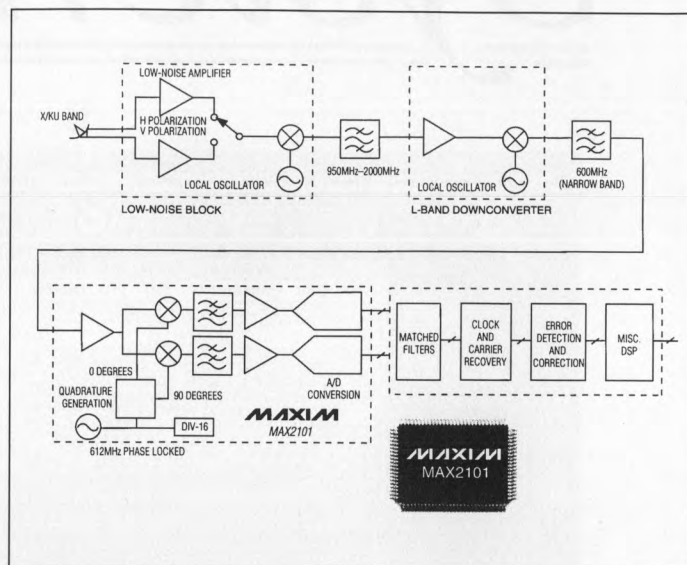 LOW-NOISE AMPLIFIER
X/KU BAND
H POLARIZATION
V POLARIZATION
LOCAL OSCILLATOR
LOW-NOISE BLOCK
950MHz–2000MHz
LOCAL OSCILLATOR
L-BAND DOWNCONVERTER
600MHz
(NARROW BAND)
0 DEGREES
QUADRATURE
GENERATION
90 DEGREES
DIV-16
612MHz PHASE LOCKED
A/D
CONVERSION
MAXIM
MAX2101
MATCHED
FILTERS
CLOCK
AND
CARRIER
RECOVERY
ERROR
DETECTION
AND
CORRECTION
MISC.
DSP
MAXIM
MAX2101